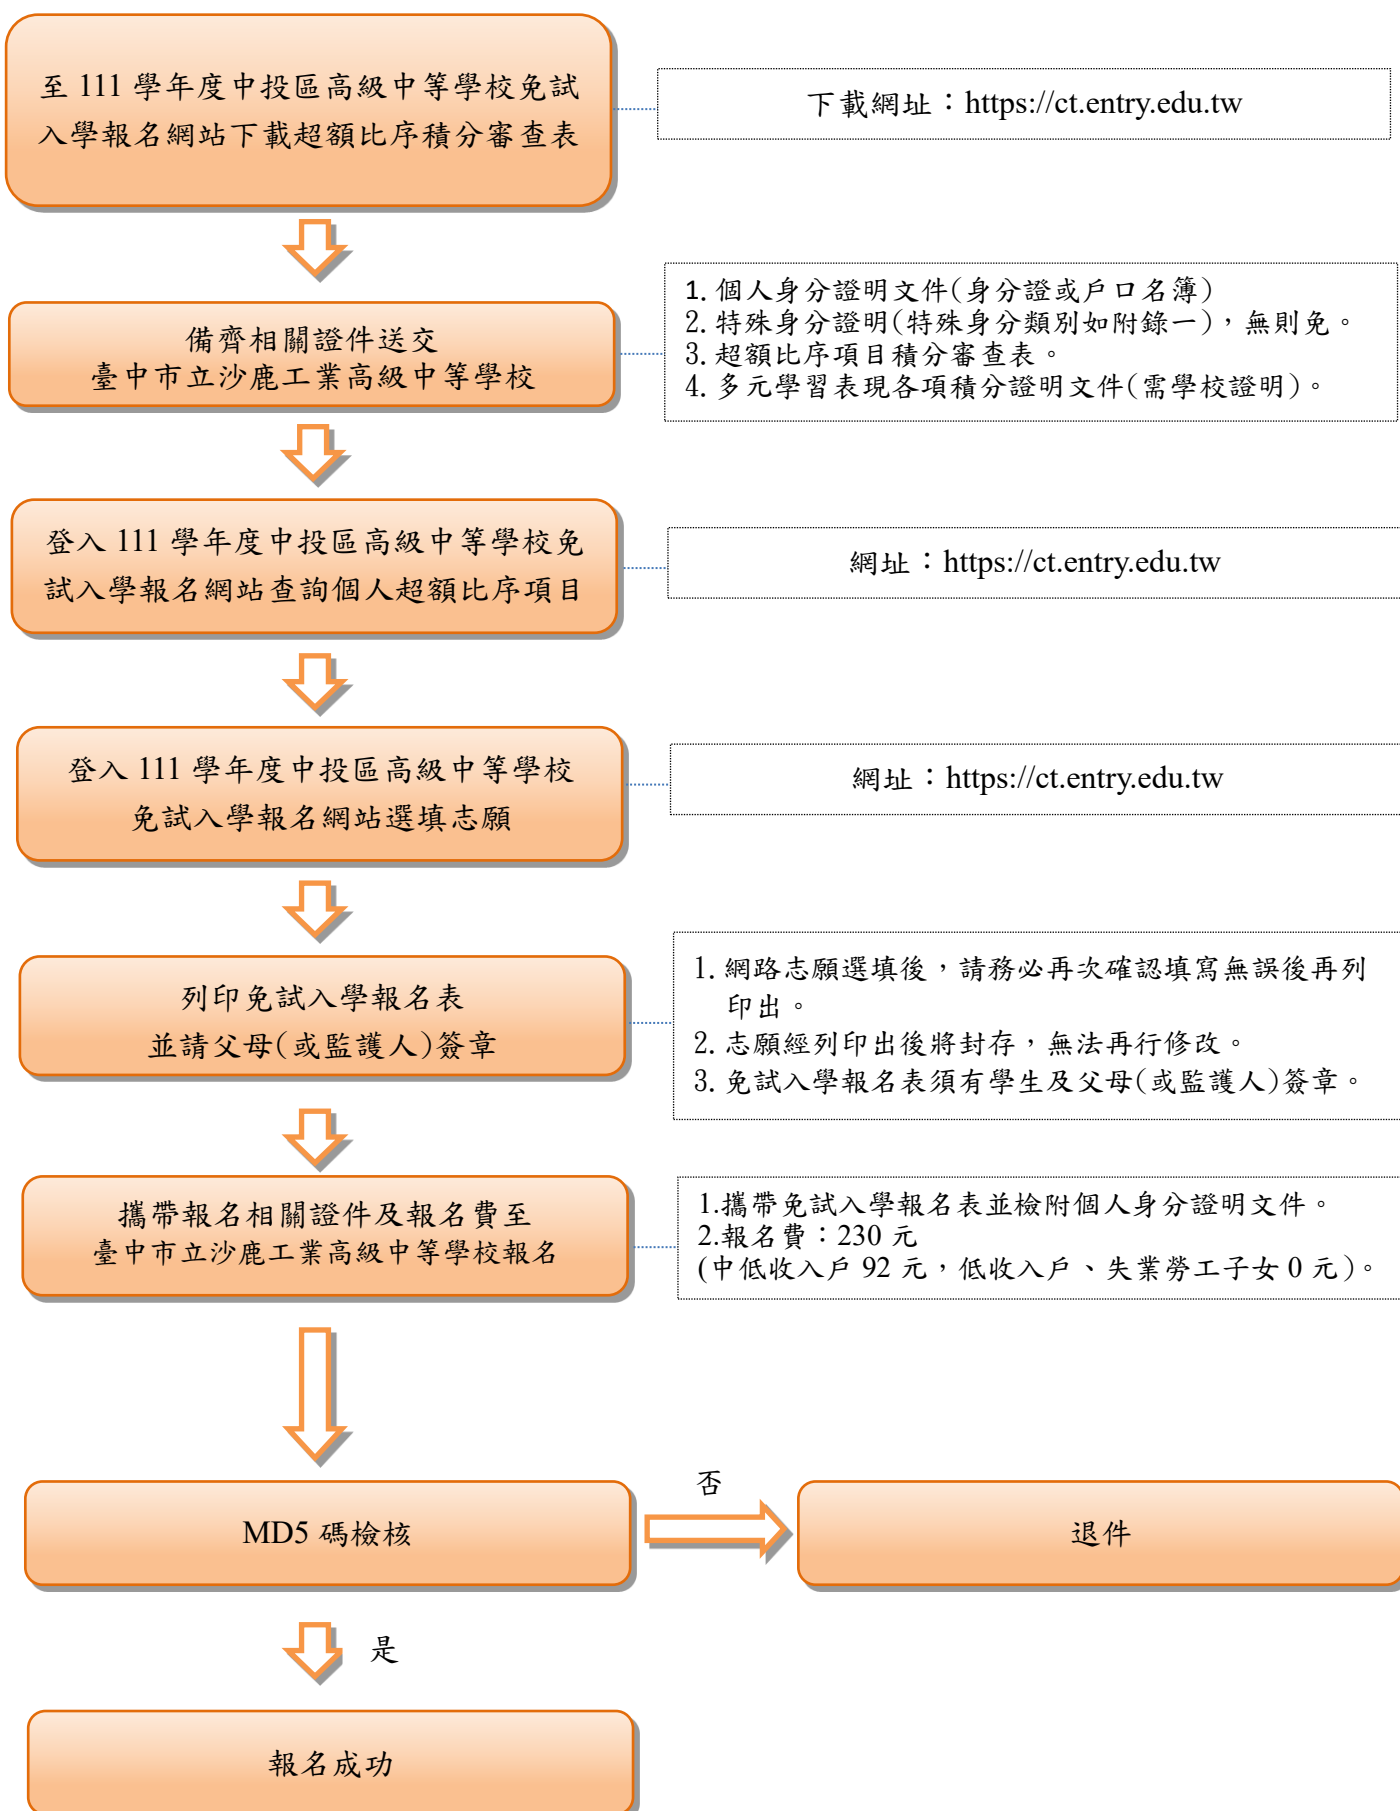 至 111 學年度中投區高級中等學校免試
入學報名網站下載超額比序積分審查表
下載網址：https://ct.entry.edu.tw
備齊相關證件送交
臺中市立沙鹿工業高級中等學校
1. 個人身分證明文件(身分證或戶口名簿)
2. 特殊身分證明(特殊身分類別如附錄一)，無則免。
3. 超額比序項目積分審查表。
4. 多元學習表現各項積分證明文件(需學校證明)。
登入 111 學年度中投區高級中等學校免
試入學報名網站查詢個人超額比序項目
網址：https://ct.entry.edu.tw
登入 111 學年度中投區高級中等學校
免試入學報名網站選填志願
網址：https://ct.entry.edu.tw
列印免試入學報名表
並請父母(或監護人)簽章
1. 網路志願選填後，請務必再次確認填寫無誤後再列
印出。
2. 志願經列印出後將封存，無法再行修改。
3. 免試入學報名表須有學生及父母(或監護人)簽章。
攜帶報名相關證件及報名費至
臺中市立沙鹿工業高級中等學校報名
1.攜帶免試入學報名表並檢附個人身分證明文件。
2.報名費：230 元
(中低收入戶 92 元，低收入戶、失業勞工子女 0 元)。
MD5 碼檢核
否
退件
是
報名成功